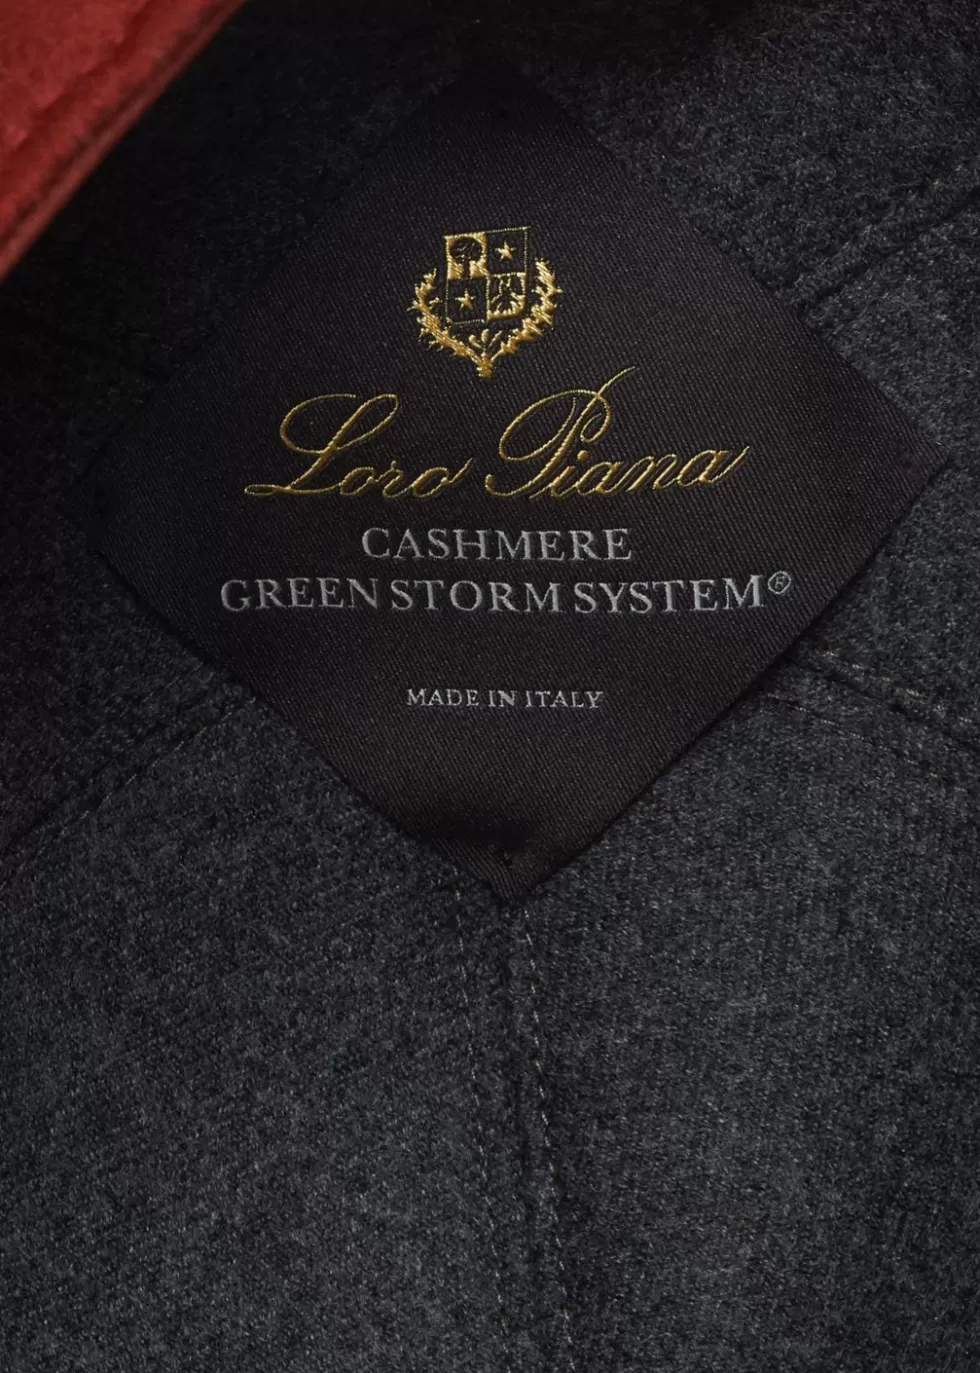 Loro Piana
CASHMERE
GREEN STORM SYSTEM®
MADE IN ITALY